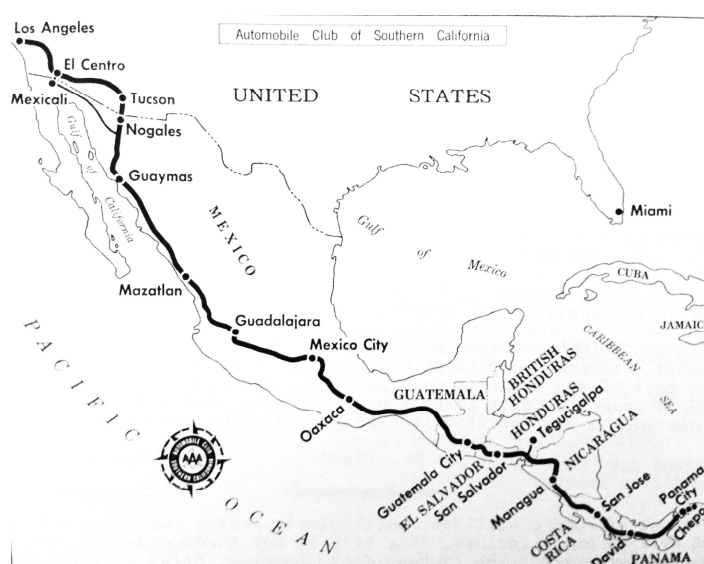 Los Angeles
Automobile Club of Southern California
El Centro
Mexicali
Tucson
UNITED STATES
Nogales
Gulf of California
Guaymas
Miami
MEXICO
Gulf of Mexico
CUBA
Mazatlan
JAMAIC
Guadalajara
CARIBBEAN SEA
PACIFIC OCEAN
Mexico City
BRITISH
HONDURAS
GUATEMALA
Oaxaca
HONDURAS
Tegucigalpa
NICARAGUA
AUTOMOBILE CLUB
AAA
SOUTHERN CALIFORNIA
Guatemala City
EL SALVADOR
San Salvador
Managua
San Jose
Panama
City
Chepo
COSTA
RICA
David
PANAMA